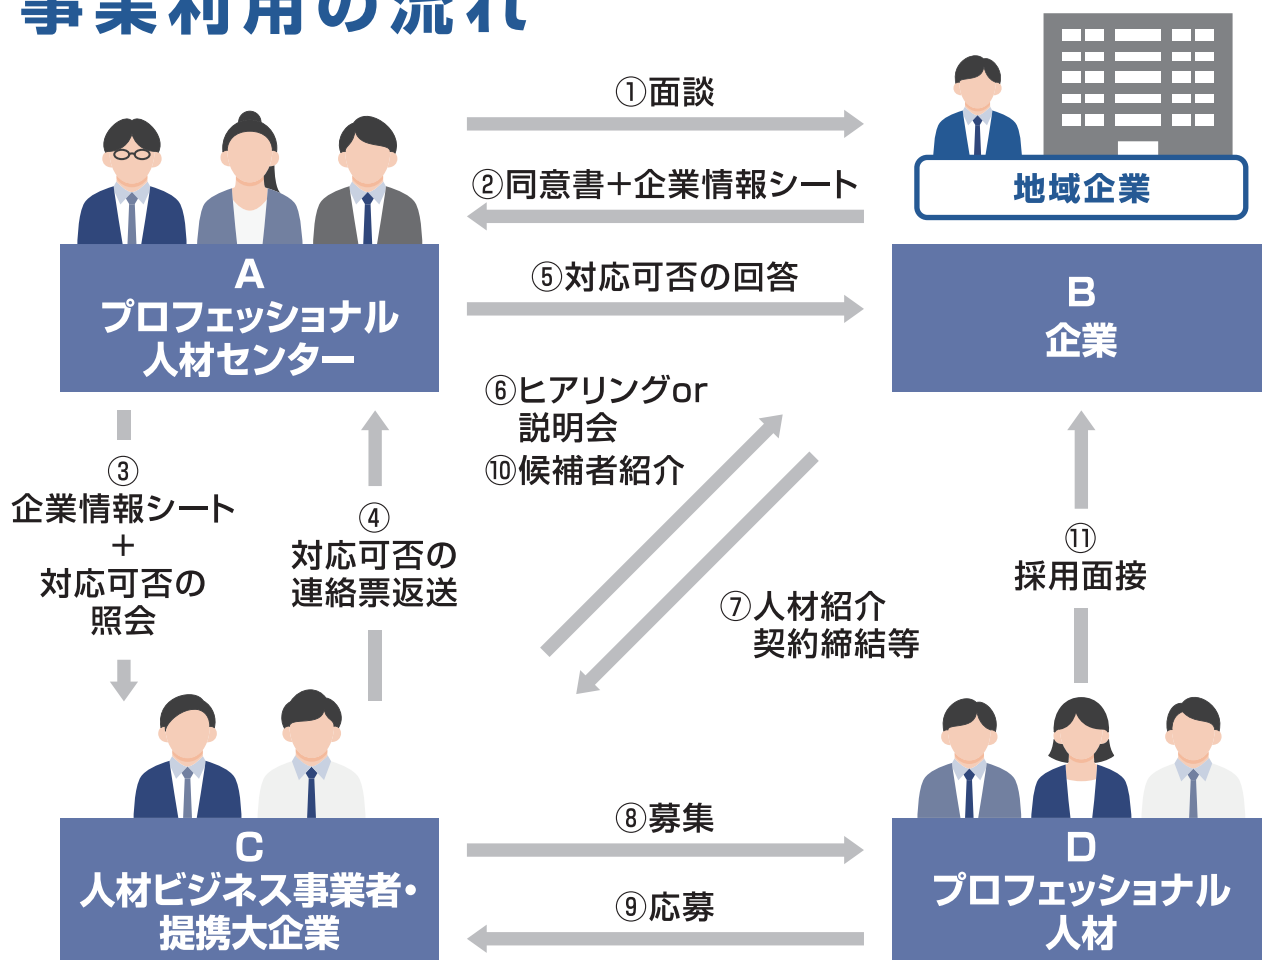 事業利用の流れ
①面談
②同意書＋企業情報シート
地域企業
⑤対応可否の回答
A
プロフェッショナル
人材センター
B
企業
⑥ヒアリングor
説明会
⑩候補者紹介
③
企業情報シート
＋
対応可否の
照会
④
対応可否の
連絡票返送
⑦人材紹介
契約締結等
⑪
採用面接
⑧募集
⑨応募
C
人材ビジネス事業者・
提携大企業
D
プロフェッショナル
人材